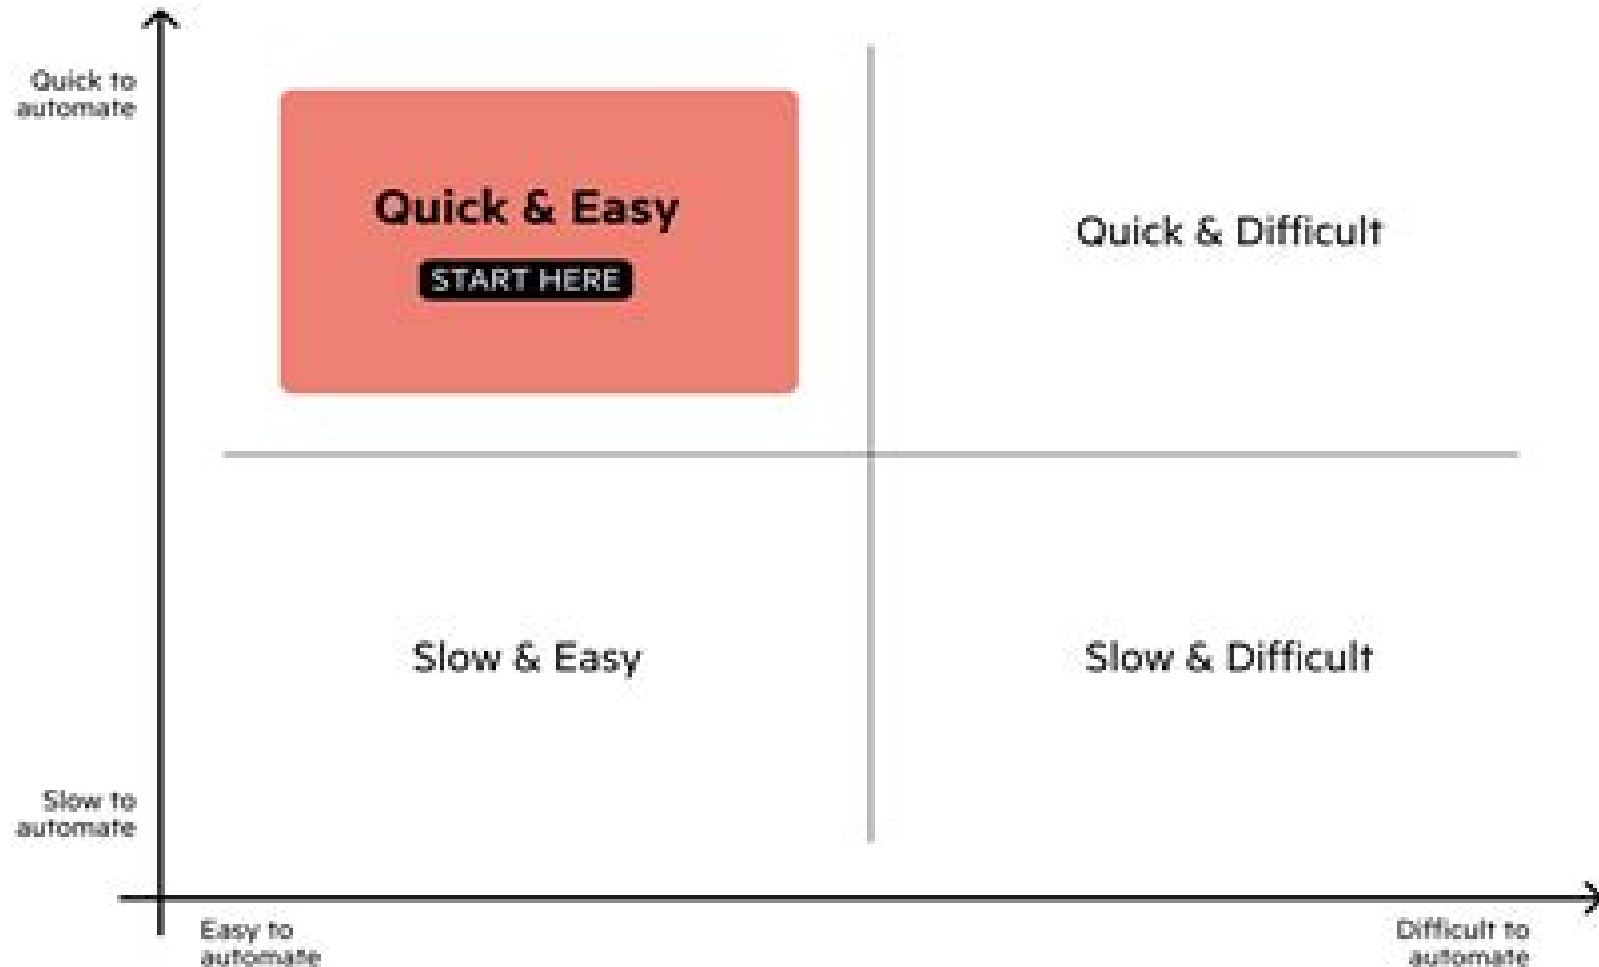 Quick to
automate
Quick & Easy
START HERE
Quick & Difficult
Slow & Easy
Slow & Difficult
Slow to
automate
Easy to
automate
Difficult to
automate